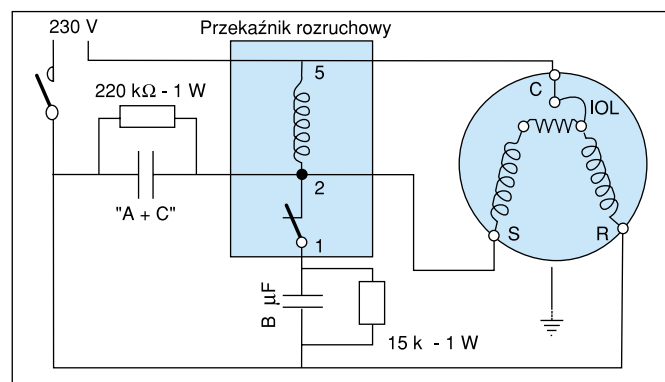 230 V
Przekaźnik rozruchowy
5
C
IOL
220 kΩ - 1 W
2
"A + C"
1
S
R
B µF
15 k - 1 W